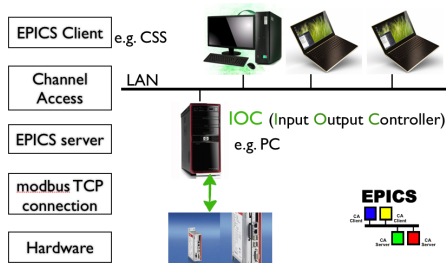 EPICS Client
e.g. CSS
Channel
Access
LAN
EPICS server
IOC (Input Output Controller)
e.g. PC
modbus TCP
connection
Hardware
EPICS
CA
Client
CA
Client
CA
Server
CA
Server